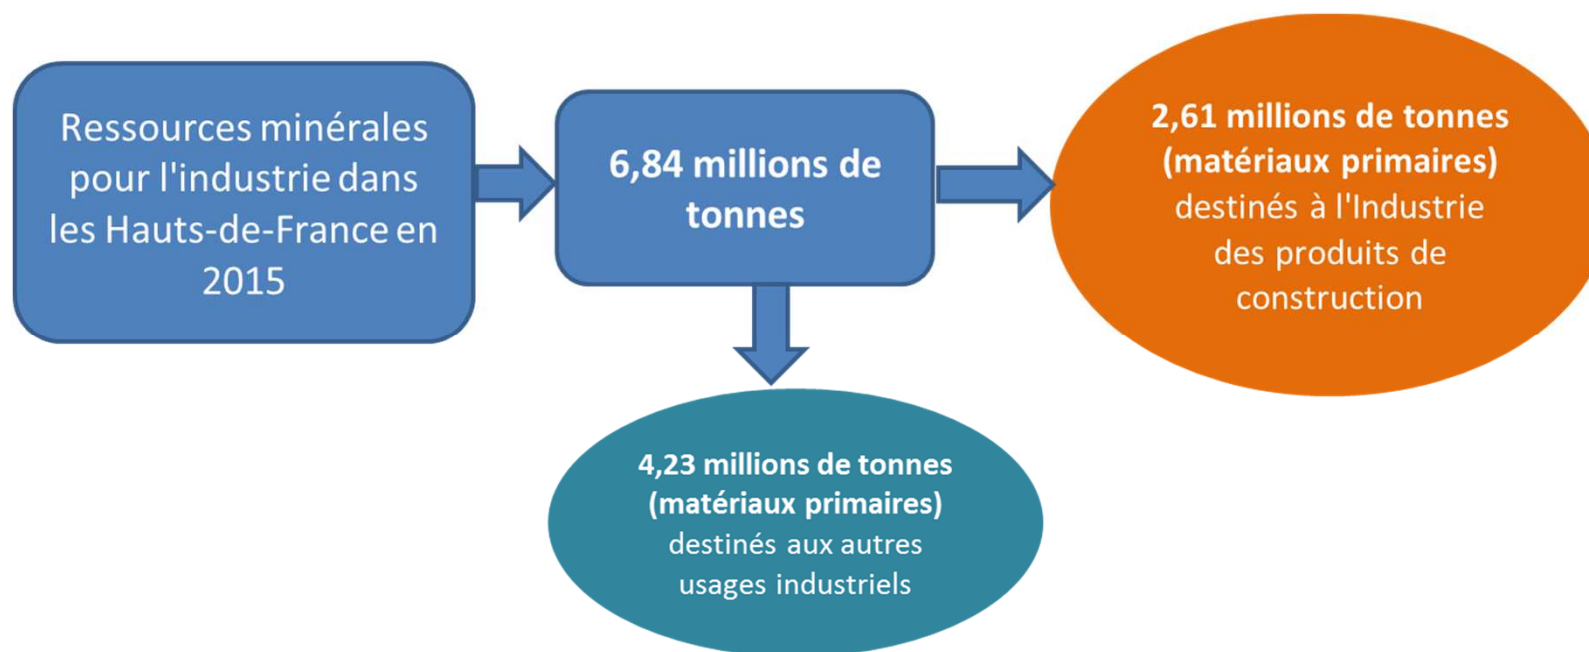 Ressources minérales
pour l'industrie dans
les Hauts-de-France en
2015
6,84 millions de
tonnes
2,61 millions de tonnes
(matériaux primaires)
destinés à l'Industrie
des produits de
construction
4,23 millions de tonnes
(matériaux primaires)
destinés aux autres
usages industriels